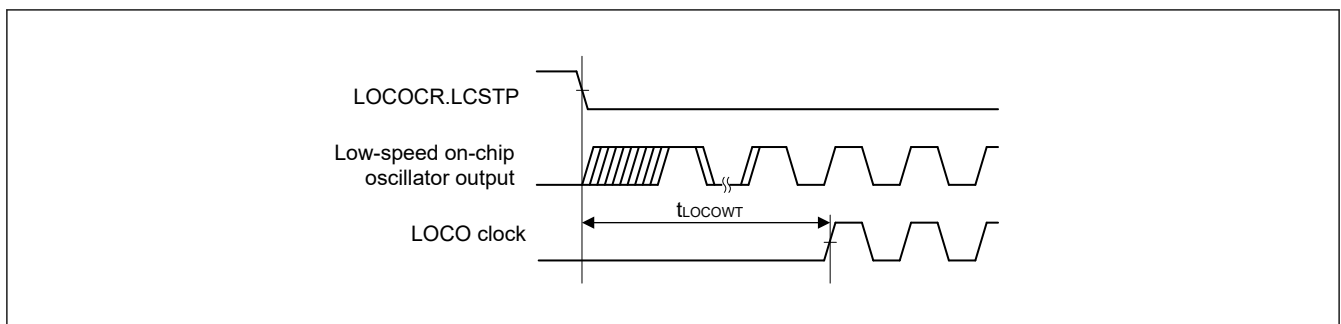 LOCOCR.LCSTP
Low-speed on-chip
oscillator output
tLOCOWT
LOCO clock